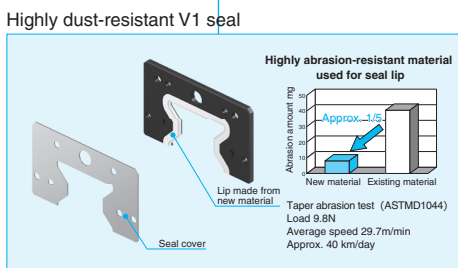 Highly dust-resistant V1 seal
Highly abrasion-resistant material
used for seal lip
Abrasion amount mg
50
40
30
20
10
0
Approx. 1/5
New material Existing material
Lip made from
new material
Seal cover
Taper abrasion test (ASTMD1044)
Load 9.8N
Average speed 29.7m/min
Approx. 40 km/day